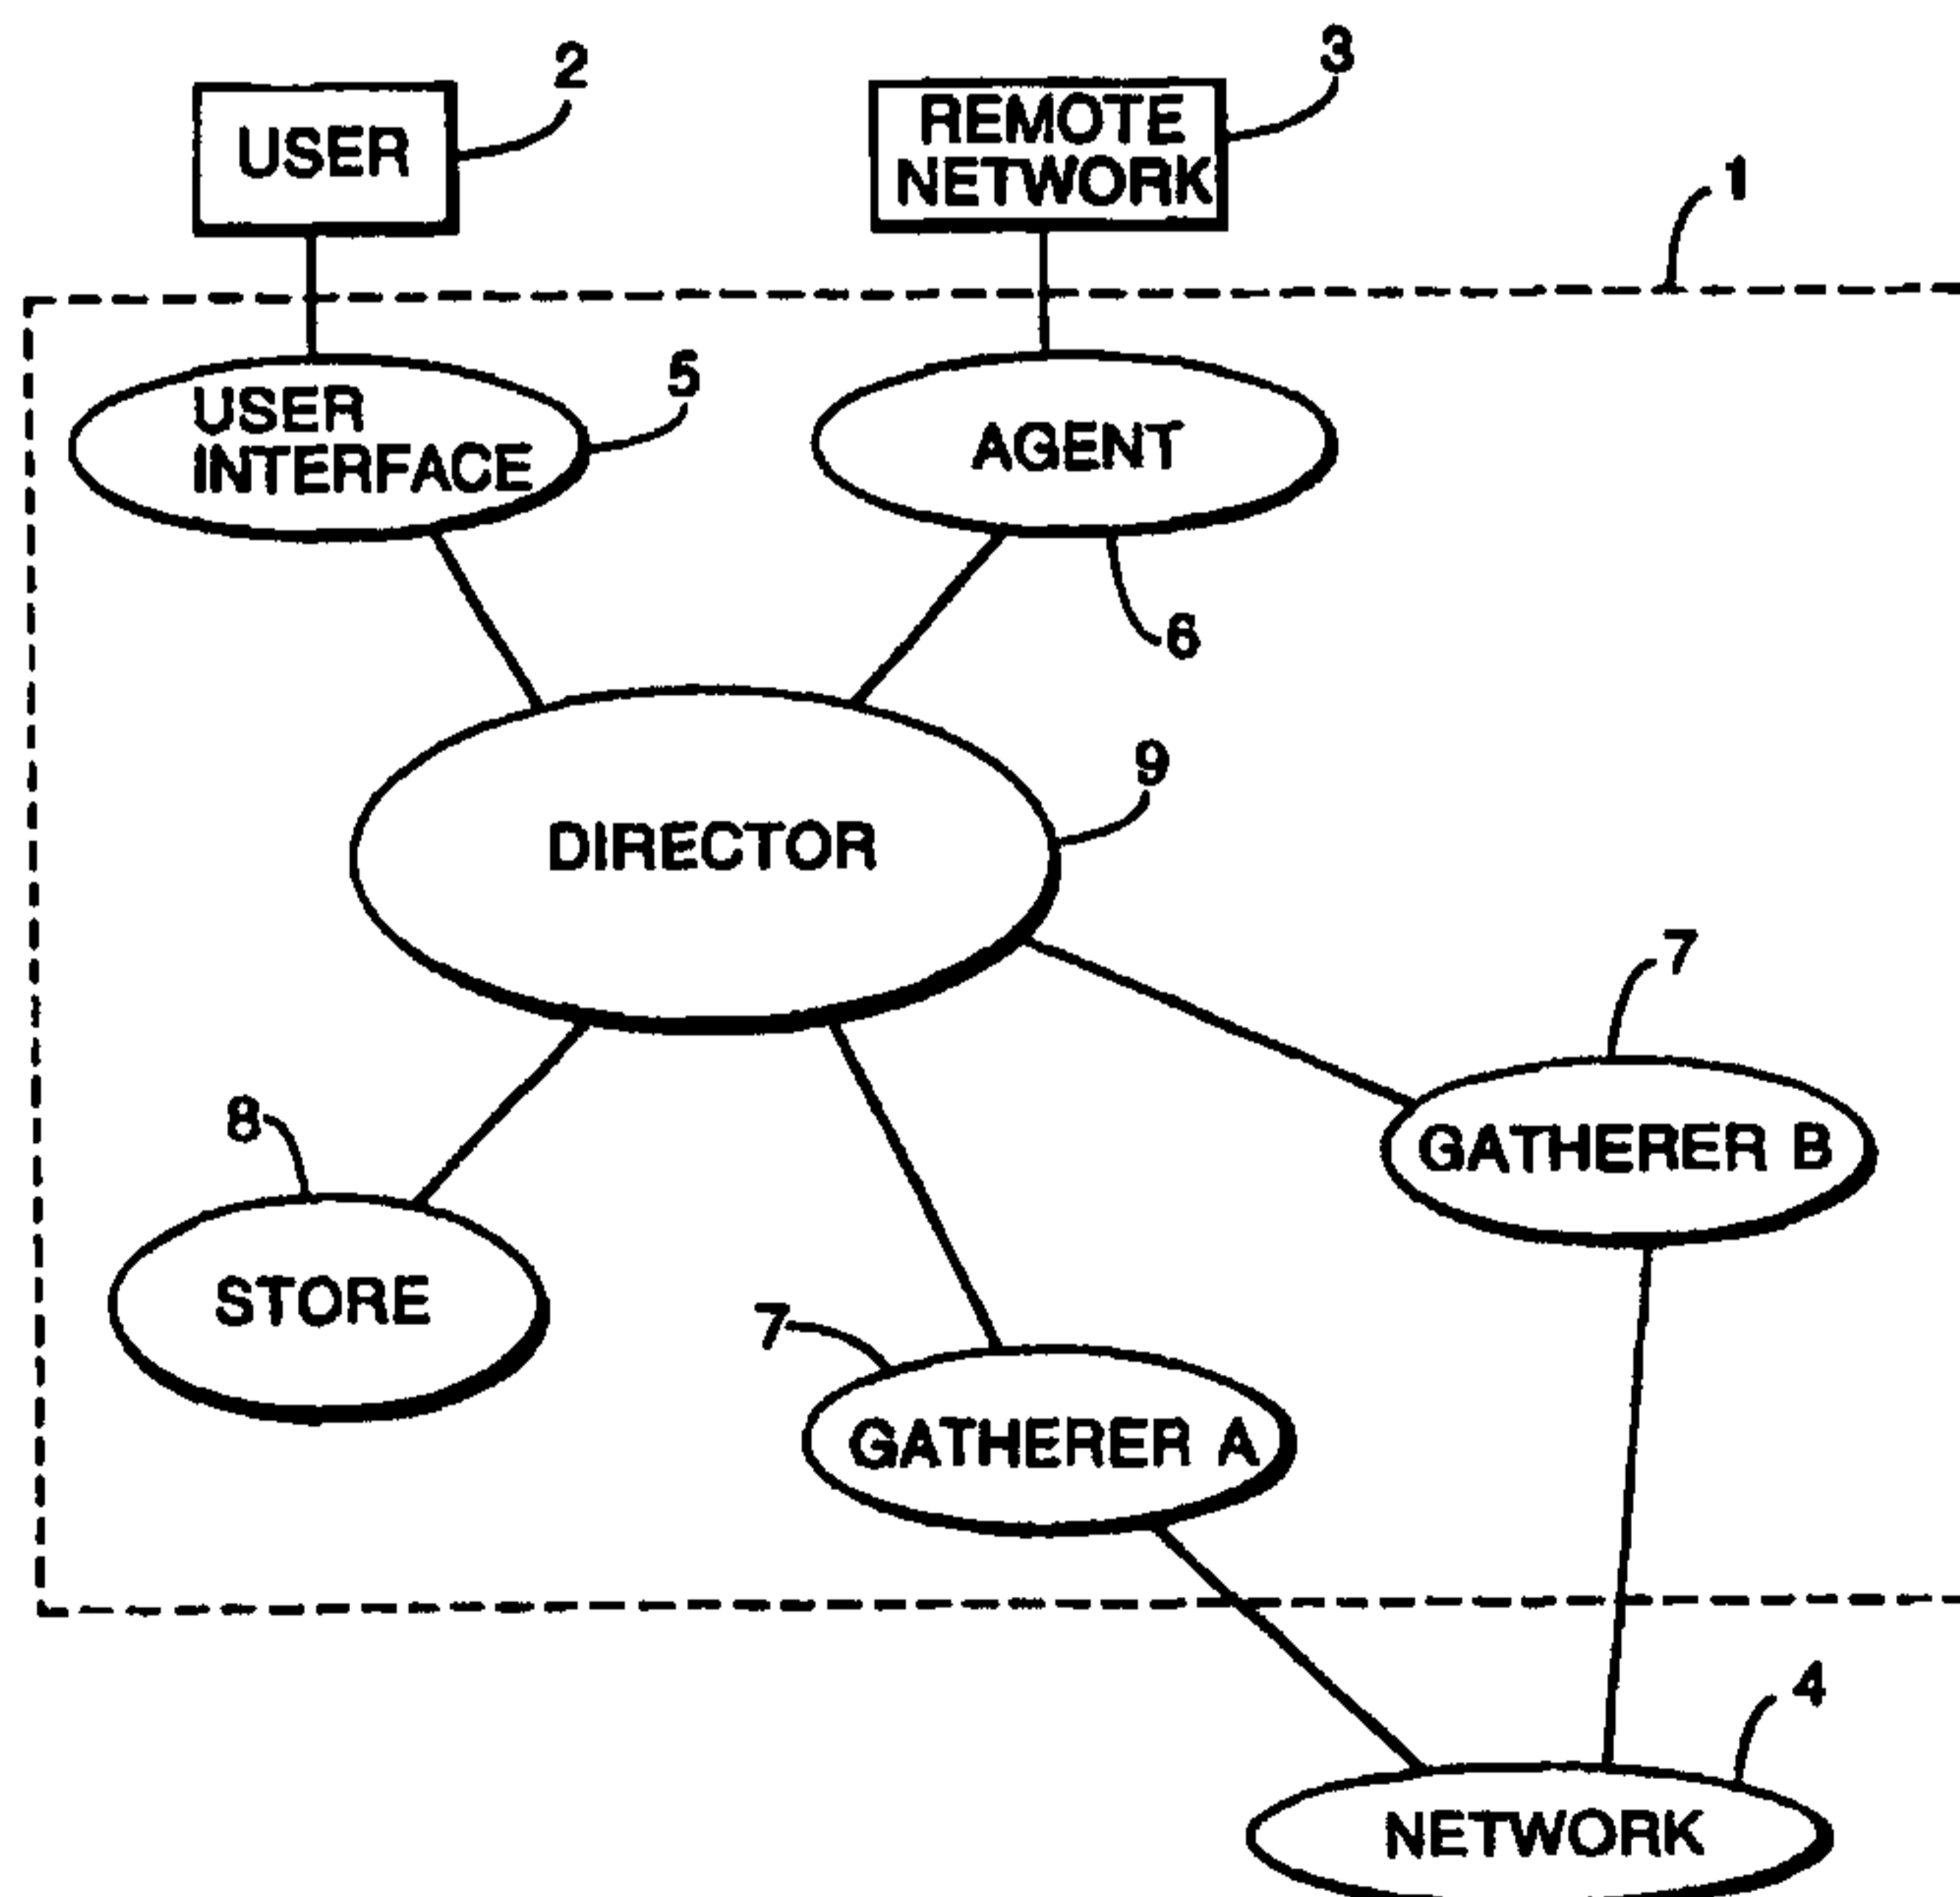 2
3
USER
REMOTE
NETWORK
1
USER
INTERFACE
5
AGENT
6
9
DIRECTOR
7
8
GATHERER B
STORE
7
GATHERER A
4
NETWORK